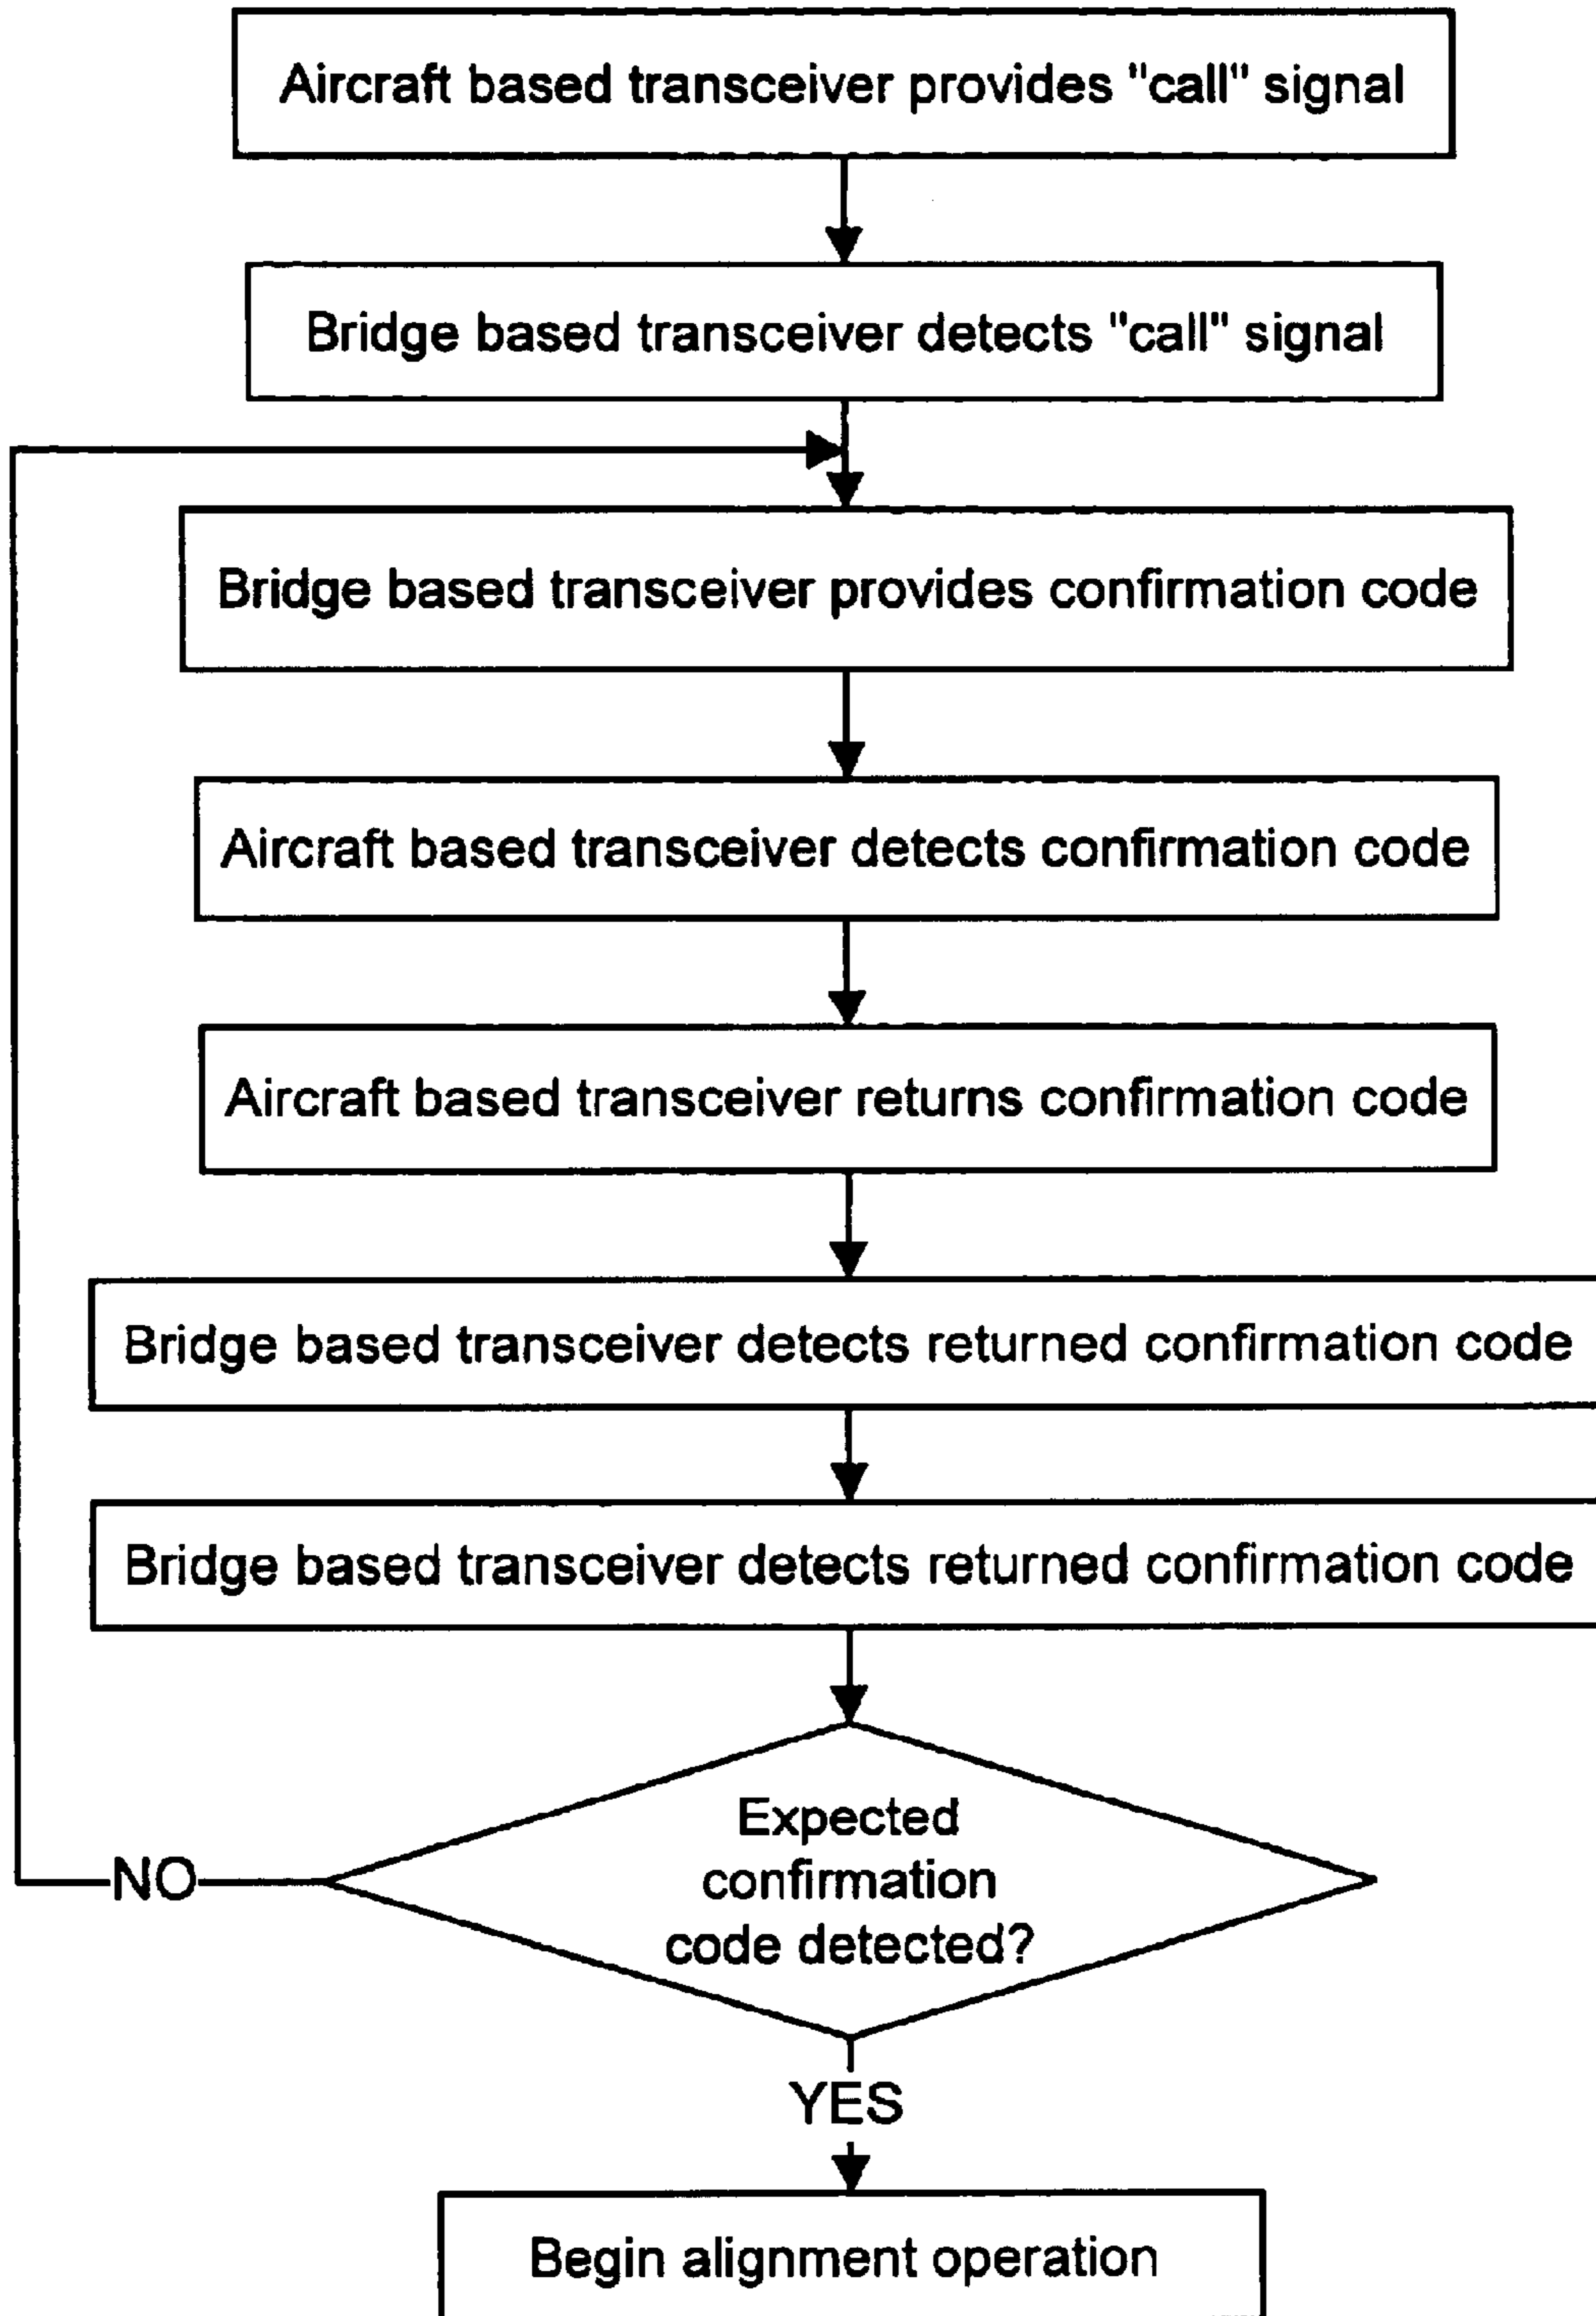 Aircraft based transceiver provides "call" signal
Bridge based transceiver detects "call" signal
Bridge based transceiver provides confirmation code
Aircraft based transceiver detects confirmation code
Aircraft based transceiver returns confirmation code
Bridge based transceiver detects returned confirmation code
Bridge based transceiver detects returned confirmation code
Expected
confirmation
code detected?
NO
YES
Begin alignment operation